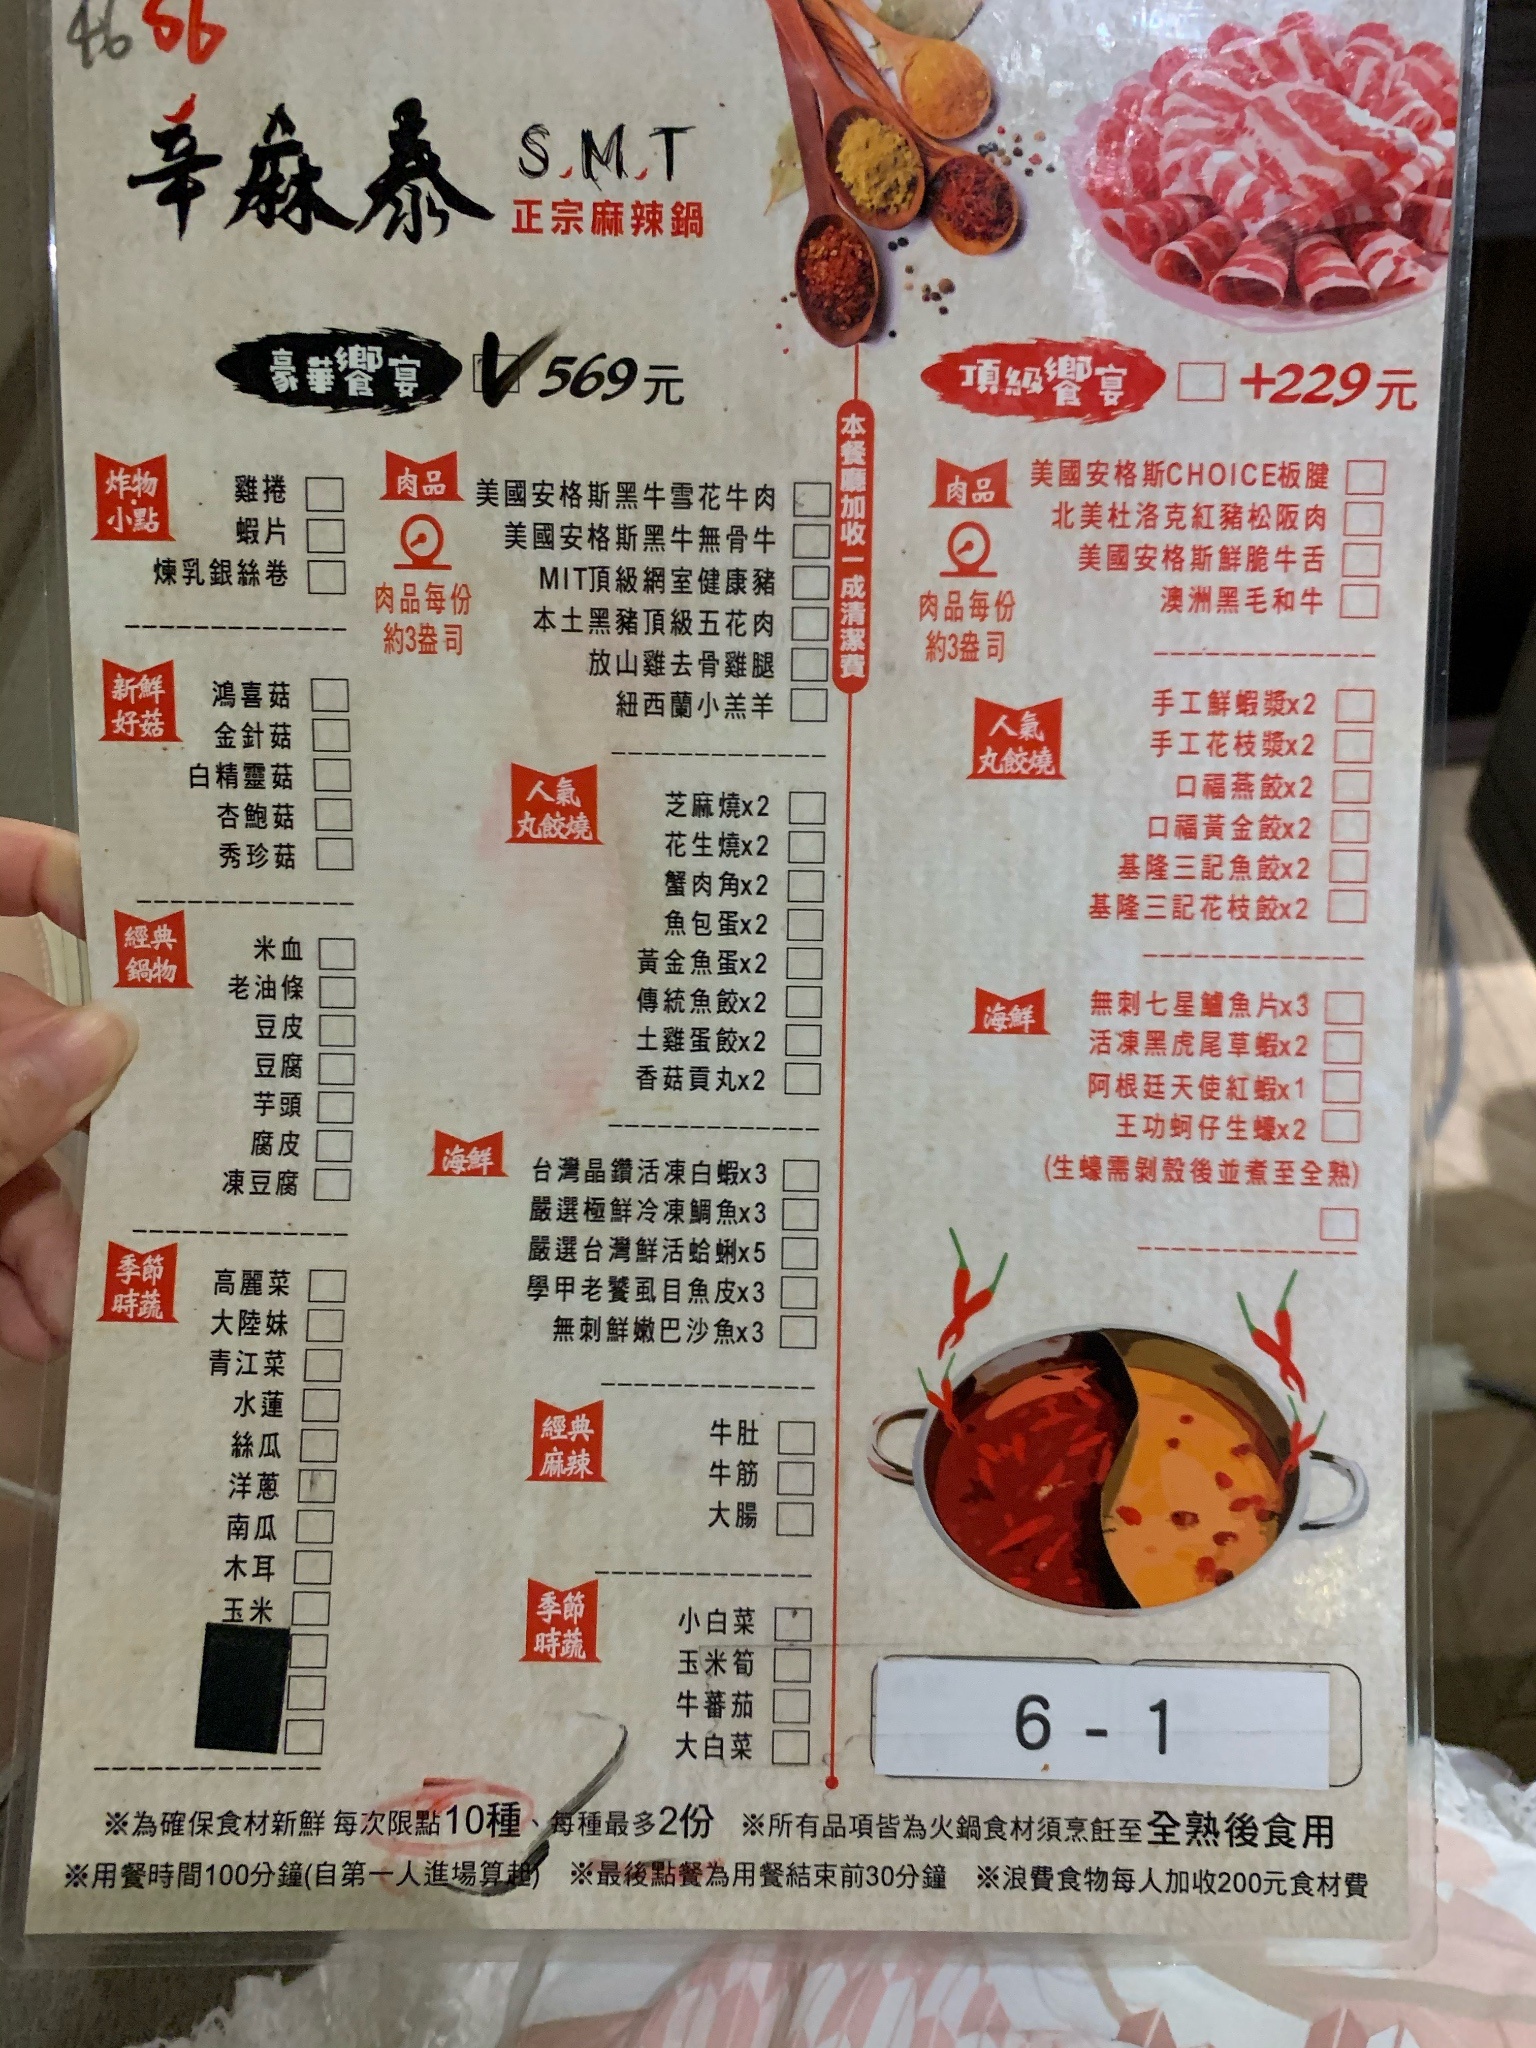 46 56
辛麻泰 S.M.T
正宗麻辣鍋
豪華饗宴 569元
炸物小點
雞捲
蝦片
煉乳銀絲卷
新鮮好菇
鴻喜菇
金針菇
白精靈菇
杏鮑菇
秀珍菇
經典鍋物
米血
老油條
豆皮
豆腐
芋頭
腐皮
凍豆腐
季節時蔬
高麗菜
大陸妹
青江菜
水蓮
絲瓜
洋蔥
南瓜
木耳
玉米
肉品
肉品每份
約3盎司
美國安格斯黑牛雪花牛肉
美國安格斯黑牛無骨牛
MIT頂級網室健康豬
本土黑豬頂級五花肉
放山雞去骨雞腿
紐西蘭小羔羊
人氣丸餃燒
芝麻燒x2
花生燒x2
蟹肉角x2
魚包蛋x2
黃金魚蛋x2
傳統魚餃x2
土雞蛋餃x2
香菇貢丸x2
海鮮
台灣晶鑽活凍白蝦x3
嚴選極鮮冷凍鯛魚x3
嚴選台灣鮮活蛤蜊x5
學甲老饕虱目魚皮x3
無刺鮮嫩巴沙魚x3
經典麻辣
牛肚
牛筋
大腸
季節時蔬
小白菜
玉米筍
牛蕃茄
大白菜
本餐廳加收一成清潔費
頂級饗宴 +229元
肉品
肉品每份
約3盎司
美國安格斯CHOICE板腱
北美杜洛克紅豬松阪肉
美國安格斯鮮脆牛舌
澳洲黑毛和牛
人氣丸餃燒
手工鮮蝦漿x2
手工花枝漿x2
口福燕餃x2
口福黃金餃x2
基隆三記魚餃x2
基隆三記花枝餃x2
海鮮
無刺七星鱸魚片x3
活凍黑虎尾草蝦x2
阿根廷天使紅蝦x1
王功蚵仔生蠔x2
(生蠔需剝殼後並煮至全熟)
6 - 1
※為確保食材新鮮 每次限點10種、每種最多2份 ※所有品項皆為火鍋食材須烹飪至全熟後食用
※用餐時間100分鐘(自第一人進場算起) ※最後點餐為用餐結束前30分鐘 ※浪費食物每人加收200元食材費